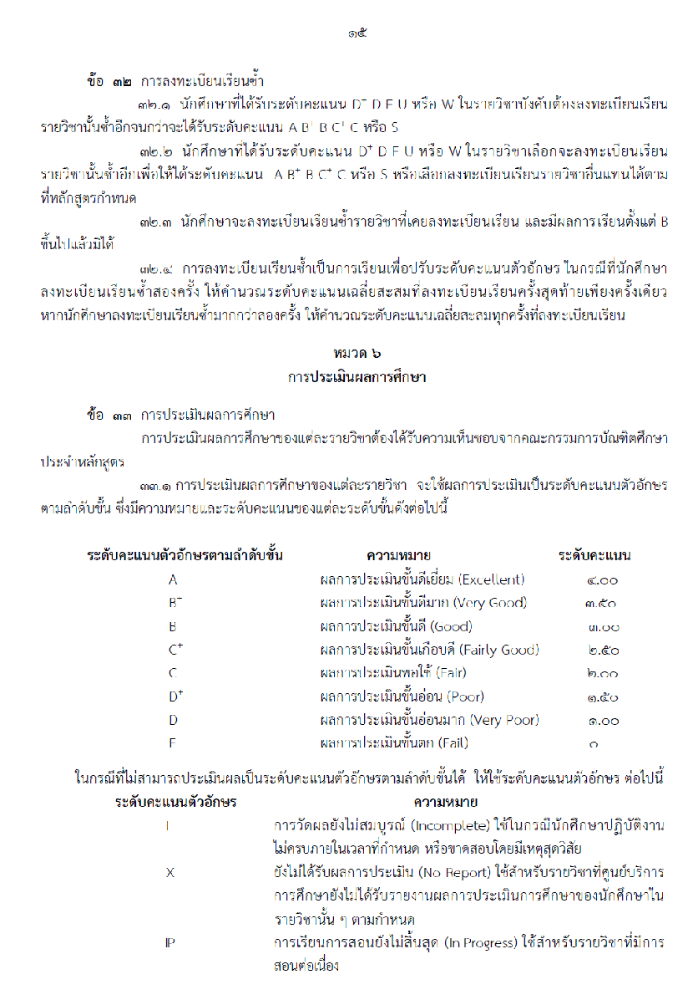 ๑๕
ข้อ ๓๒ การลงทะเบียนเรียนซ้ำ
๓๒.๑ นักศึกษาที่ได้รับระดับคะแนน D⁺ D F U หรือ W ในรายวิชาบังคับต้องลงทะเบียนเรียน
รายวิชานั้นซ้ำอีกจนกว่าจะได้รับระดับคะแนน A B⁺ B C⁺ C หรือ S
๓๒.๒ นักศึกษาที่ได้รับระดับคะแนน D⁺ D F U หรือ W ในรายวิชาเลือกจะลงทะเบียนเรียน
รายวิชานั้นซ้ำอีกเพื่อให้ได้ระดับคะแนน A B⁺ B C⁺ C หรือ S หรือเลือกลงทะเบียนเรียนรายวิชาอื่นแทนได้ตาม
ที่หลักสูตรกำหนด
๓๒.๓ นักศึกษาจะลงทะเบียนเรียนซ้ำรายวิชาที่เคยลงทะเบียนเรียน และมีผลการเรียนตั้งแต่ B
ขึ้นไปแล้วมิได้
๓๒.๔ การลงทะเบียนเรียนซ้ำเป็นการเรียนเพื่อปรับระดับคะแนนตัวอักษร ในกรณีที่นักศึกษา
ลงทะเบียนเรียนซ้ำสองครั้ง ให้คำนวณระดับคะแนนเฉลี่ยสะสมที่ลงทะเบียนเรียนครั้งสุดท้ายเพียงครั้งเดียว
หากนักศึกษาลงทะเบียนเรียนซ้ำมากกว่าสองครั้ง ให้คำนวณระดับคะแนนเฉลี่ยสะสมทุกครั้งที่ลงทะเบียนเรียน
หมวด ๖
การประเมินผลการศึกษา
ข้อ ๓๓ การประเมินผลการศึกษา
การประเมินผลการศึกษาของแต่ละรายวิชาต้องได้รับความเห็นชอบจากคณะกรรมการบัณฑิตศึกษา
ประจำหลักสูตร
๓๓.๑ การประเมินผลการศึกษาของแต่ละรายวิชา จะใช้ผลการประเมินเป็นระดับคะแนนตัวอักษร
ตามลำดับขั้น ซึ่งมีความหมายและระดับคะแนนของแต่ละระดับขั้นดังต่อไปนี้
ระดับคะแนนตัวอักษรตามลำดับขั้น ความหมาย ระดับคะแนน
A ผลการประเมินขั้นดีเยี่ยม (Excellent) ๔.๐๐
B⁺ ผลการประเมินขั้นดีมาก (Very Good) ๓.๕๐
B ผลการประเมินขั้นดี (Good) ๓.๐๐
C⁺ ผลการประเมินขั้นเกือบดี (Fairly Good) ๒.๕๐
C ผลการประเมินพอใช้ (Fair) ๒.๐๐
D⁺ ผลการประเมินขั้นอ่อน (Poor) ๑.๕๐
D ผลการประเมินขั้นอ่อนมาก (Very Poor) ๑.๐๐
F ผลการประเมินขั้นตก (Fail) ๐
ในกรณีที่ไม่สามารถประเมินผลเป็นระดับคะแนนตัวอักษรตามลำดับขั้นได้ ให้ใช้ระดับคะแนนตัวอักษร ต่อไปนี้
ระดับคะแนนตัวอักษร ความหมาย
I การวัดผลยังไม่สมบูรณ์ (Incomplete) ใช้ในกรณีนักศึกษาปฏิบัติงาน
ไม่ครบภายในเวลาที่กำหนด หรือขาดสอบโดยมีเหตุสุดวิสัย
X ยังไม่ได้รับผลการประเมิน (No Report) ใช้สำหรับรายวิชาที่ศูนย์บริการ
การศึกษายังไม่ได้รับรายงานผลการประเมินการศึกษาของนักศึกษาใน
รายวิชานั้น ๆ ตามกำหนด
IP การเรียนการสอนยังไม่สิ้นสุด (In Progress) ใช้สำหรับรายวิชาที่มีการ
สอนต่อเนื่อง